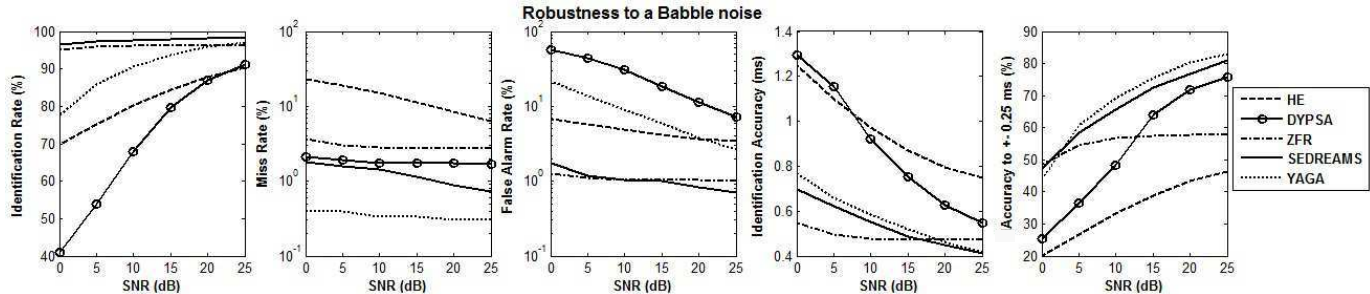 Robustness to a Babble noise
Identification Rate (%)
100
90
80
70
60
50
40
0 5 10 15 20 25
SNR (dB)
Miss Rate (%)
10^2
10^1
10^0
10^-1
0 5 10 15 20 25
SNR (dB)
False Alarm Rate (%)
10^2
10^1
10^0
10^-1
0 5 10 15 20 25
SNR (dB)
Identification Accuracy (ms)
1.4
1.2
1
0.8
0.6
0.4
0 5 10 15 20 25
SNR (dB)
Accuracy to +- 0.25 ms (%)
100
90
80
70
60
50
40
30
20
0 5 10 15 20 25
SNR (dB)
HE
DYPSA
ZFR
SEDREAMS
YAGA